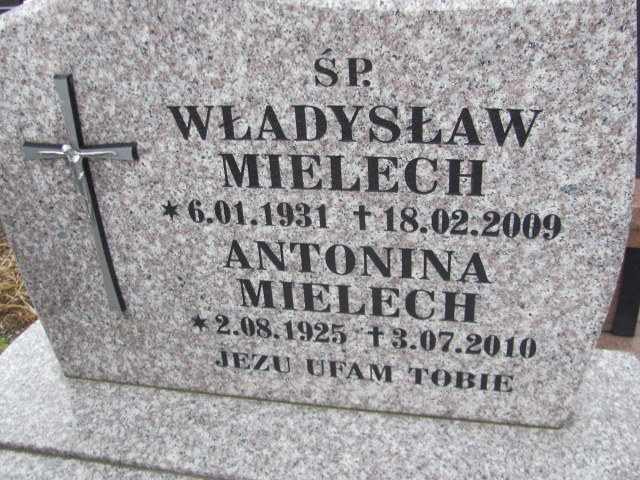 ŚP.
WŁADYSŁAW
MIELECH
* 6.01.1931 † 18.02.2009
ANTONINA
MIELECH
* 2.08.1925 † 3.07.2010
JEZU UFAM TOBIE